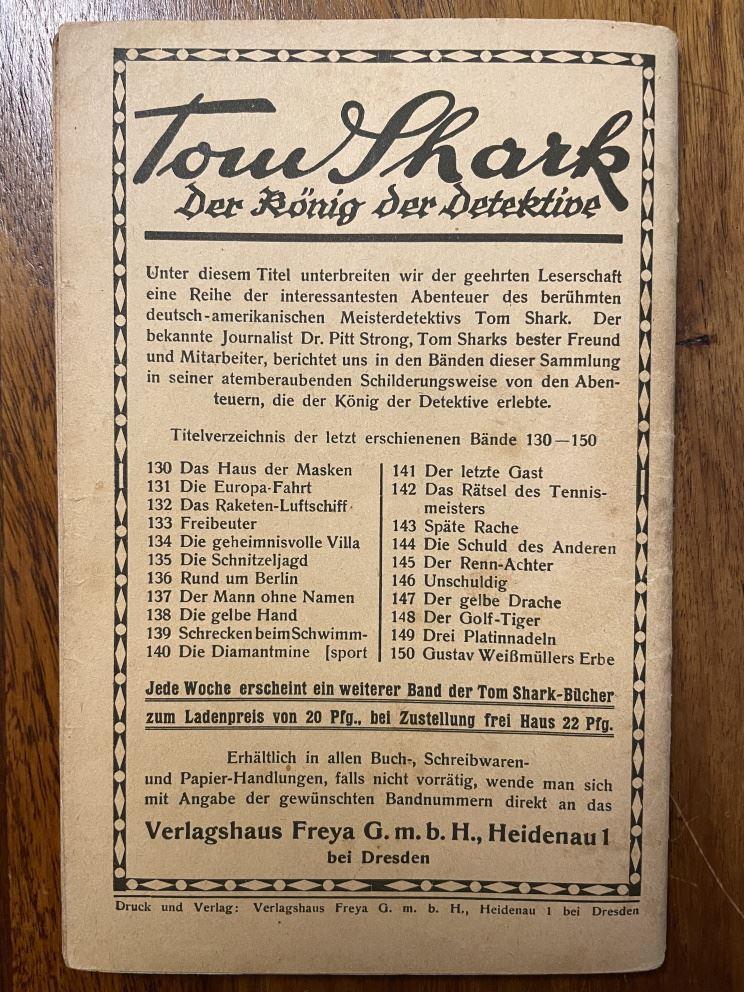 Tom Shark
Der König der Detektive
Unter diesem Titel unterbreiten wir der geehrten Leserschaft
eine Reihe der interessantesten Abenteuer des berühmten
deutsch-amerikanischen Meisterdetektivs Tom Shark. Der
bekannte Journalist Dr. Pitt Strong, Tom Sharks bester Freund
und Mitarbeiter, berichtet uns in den Bänden dieser Sammlung
in seiner atemberaubenden Schilderungsweise von den Aben-
teuern, die der König der Detektive erlebte.
Titelverzeichnis der letzt erschienenen Bände 130—150
130 Das Haus der Masken
131 Die Europa-Fahrt
132 Das Raketen-Luftschiff
133 Freibeuter
134 Die geheimnisvolle Villa
135 Die Schnitzeljagd
136 Rund um Berlin
137 Der Mann ohne Namen
138 Die gelbe Hand
139 Schrecken beim Schwimm-
140 Die Diamantmine [sport
141 Der letzte Gast
142 Das Rätsel des Tennis-
meisters
143 Späte Rache
144 Die Schuld des Anderen
145 Der Renn-Achter
146 Unschuldig
147 Der gelbe Drache
148 Der Golf-Tiger
149 Drei Platinnadeln
150 Gustav Weißmüllers Erbe
Jede Woche erscheint ein weiterer Band der Tom Shark-Bücher
zum Ladenpreis von 20 Pfg., bei Zustellung frei Haus 22 Pfg.
Erhältlich in allen Buch-, Schreibwaren-
und Papier-Handlungen, falls nicht vorrätig, wende man sich
mit Angabe der gewünschten Bandnummern direkt an das
Verlagshaus Freya G. m. b. H., Heidenau 1
bei Dresden
Druck und Verlag: Verlagshaus Freya G. m. b. H., Heidenau 1 bei Dresden